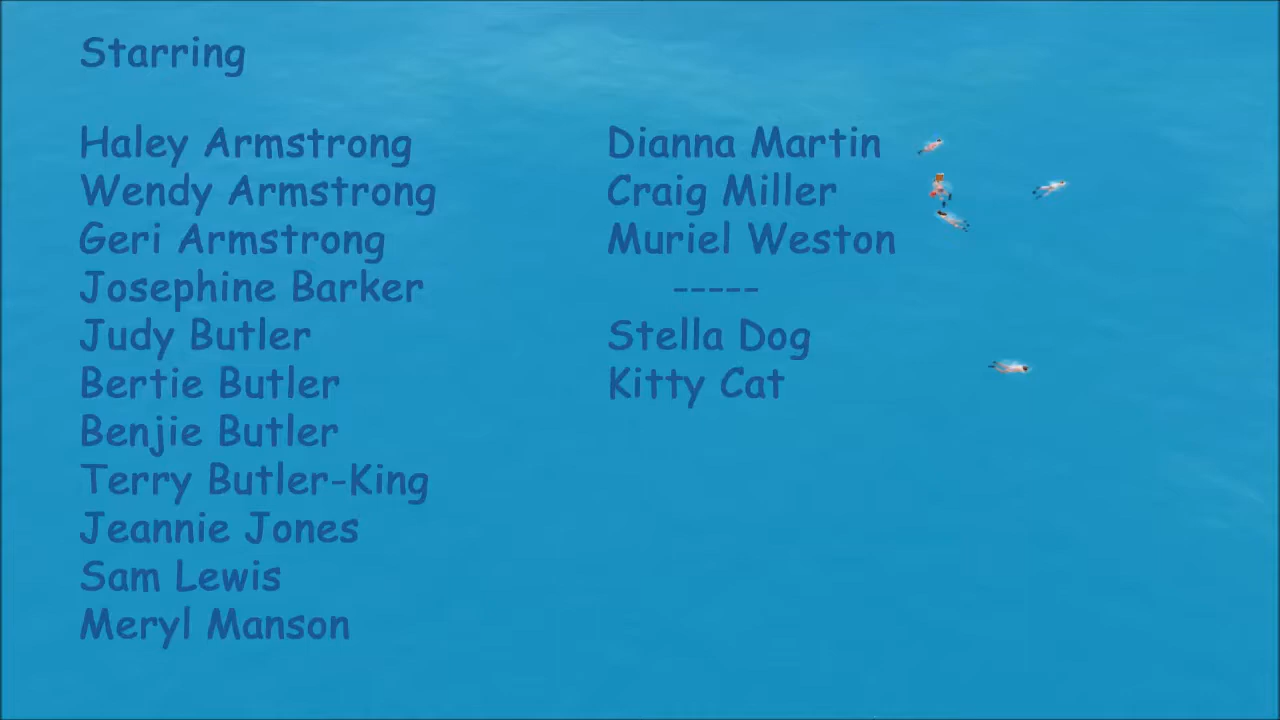 Starring
Haley Armstrong
Wendy Armstrong
Geri Armstrong
Josephine Barker
Judy Butler
Bertie Butler
Benjie Butler
Terry Butler-King
Jeannie Jones
Sam Lewis
Meryl Manson
Dianna Martin
Craig Miller
Muriel Weston
-----
Stella Dog
Kitty Cat